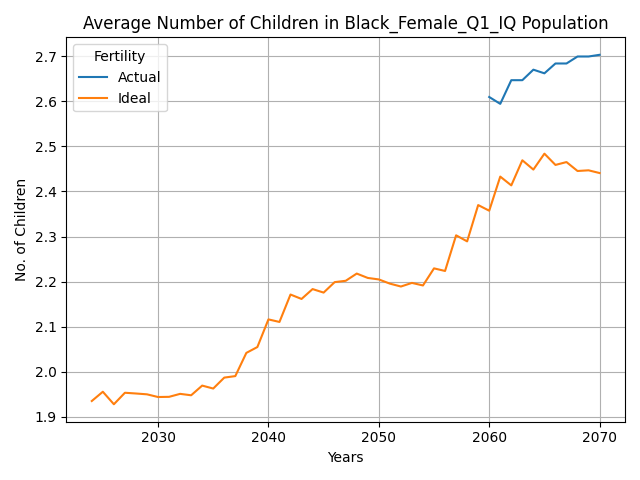 Average Number of Children in Black_Female_Q1_IQ Population
Fertility
Actual
Ideal
No. of Children
2.7
2.6
2.5
2.4
2.3
2.2
2.1
2.0
1.9
2030 2040 2050 2060 2070
Years